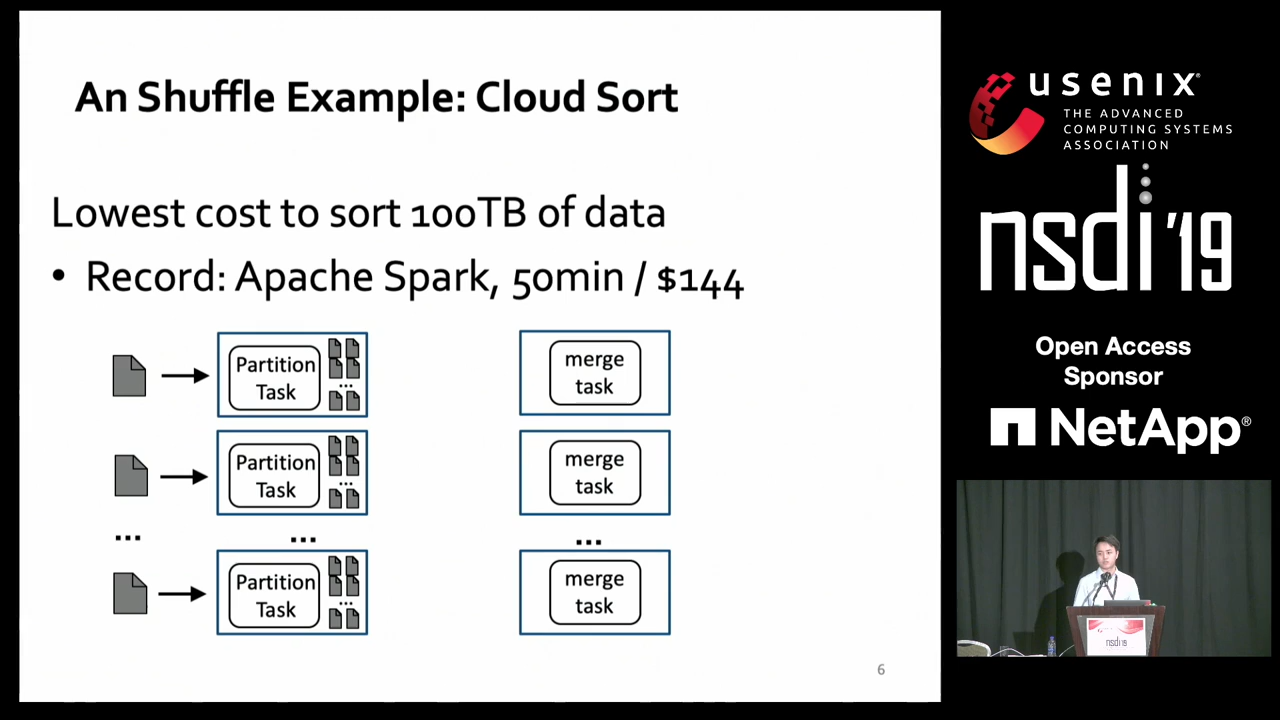 An Shuffle Example: Cloud Sort
Lowest cost to sort 100TB of data
• Record: Apache Spark, 50min / $144
Partition
Task
...
merge
task
Partition
Task
...
merge
task
...
...
...
Partition
Task
...
merge
task
6
usenix®
THE ADVANCED
COMPUTING SYSTEMS
ASSOCIATION
nsdi '19
Open Access
Sponsor
NetApp®
nsdi'19